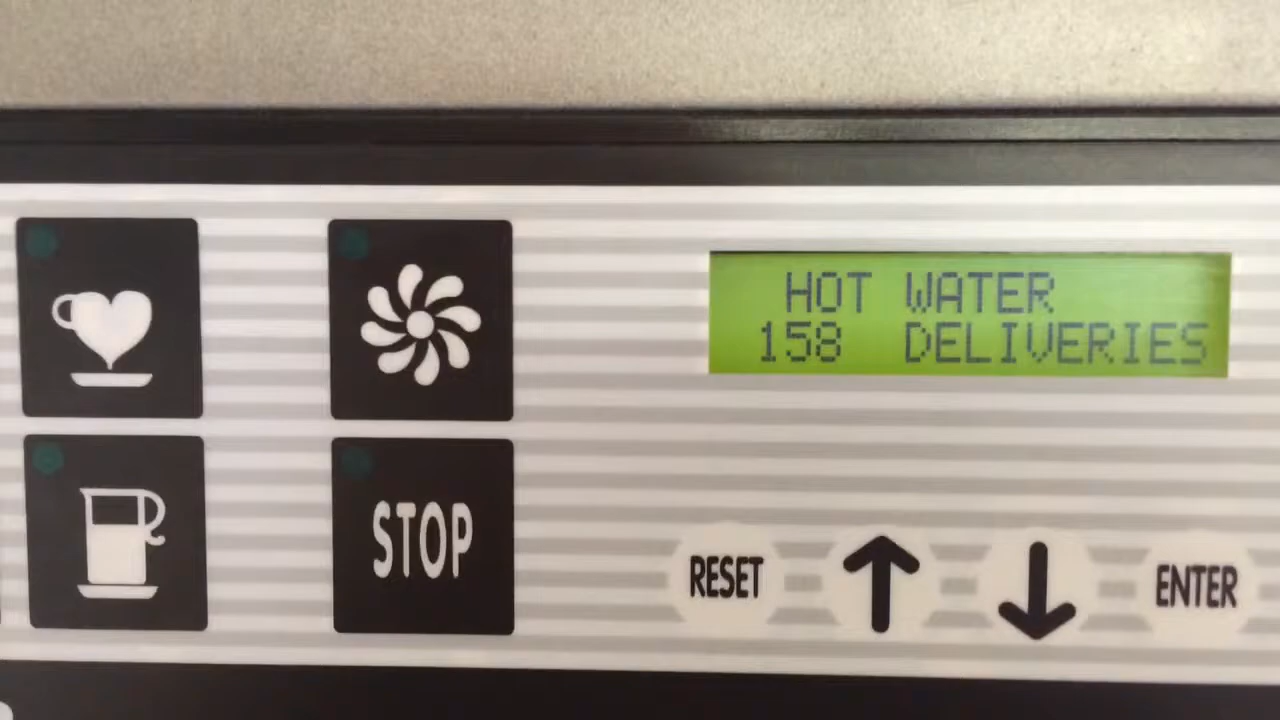 HOT WATER
158 DELIVERIES
STOP
RESET
ENTER